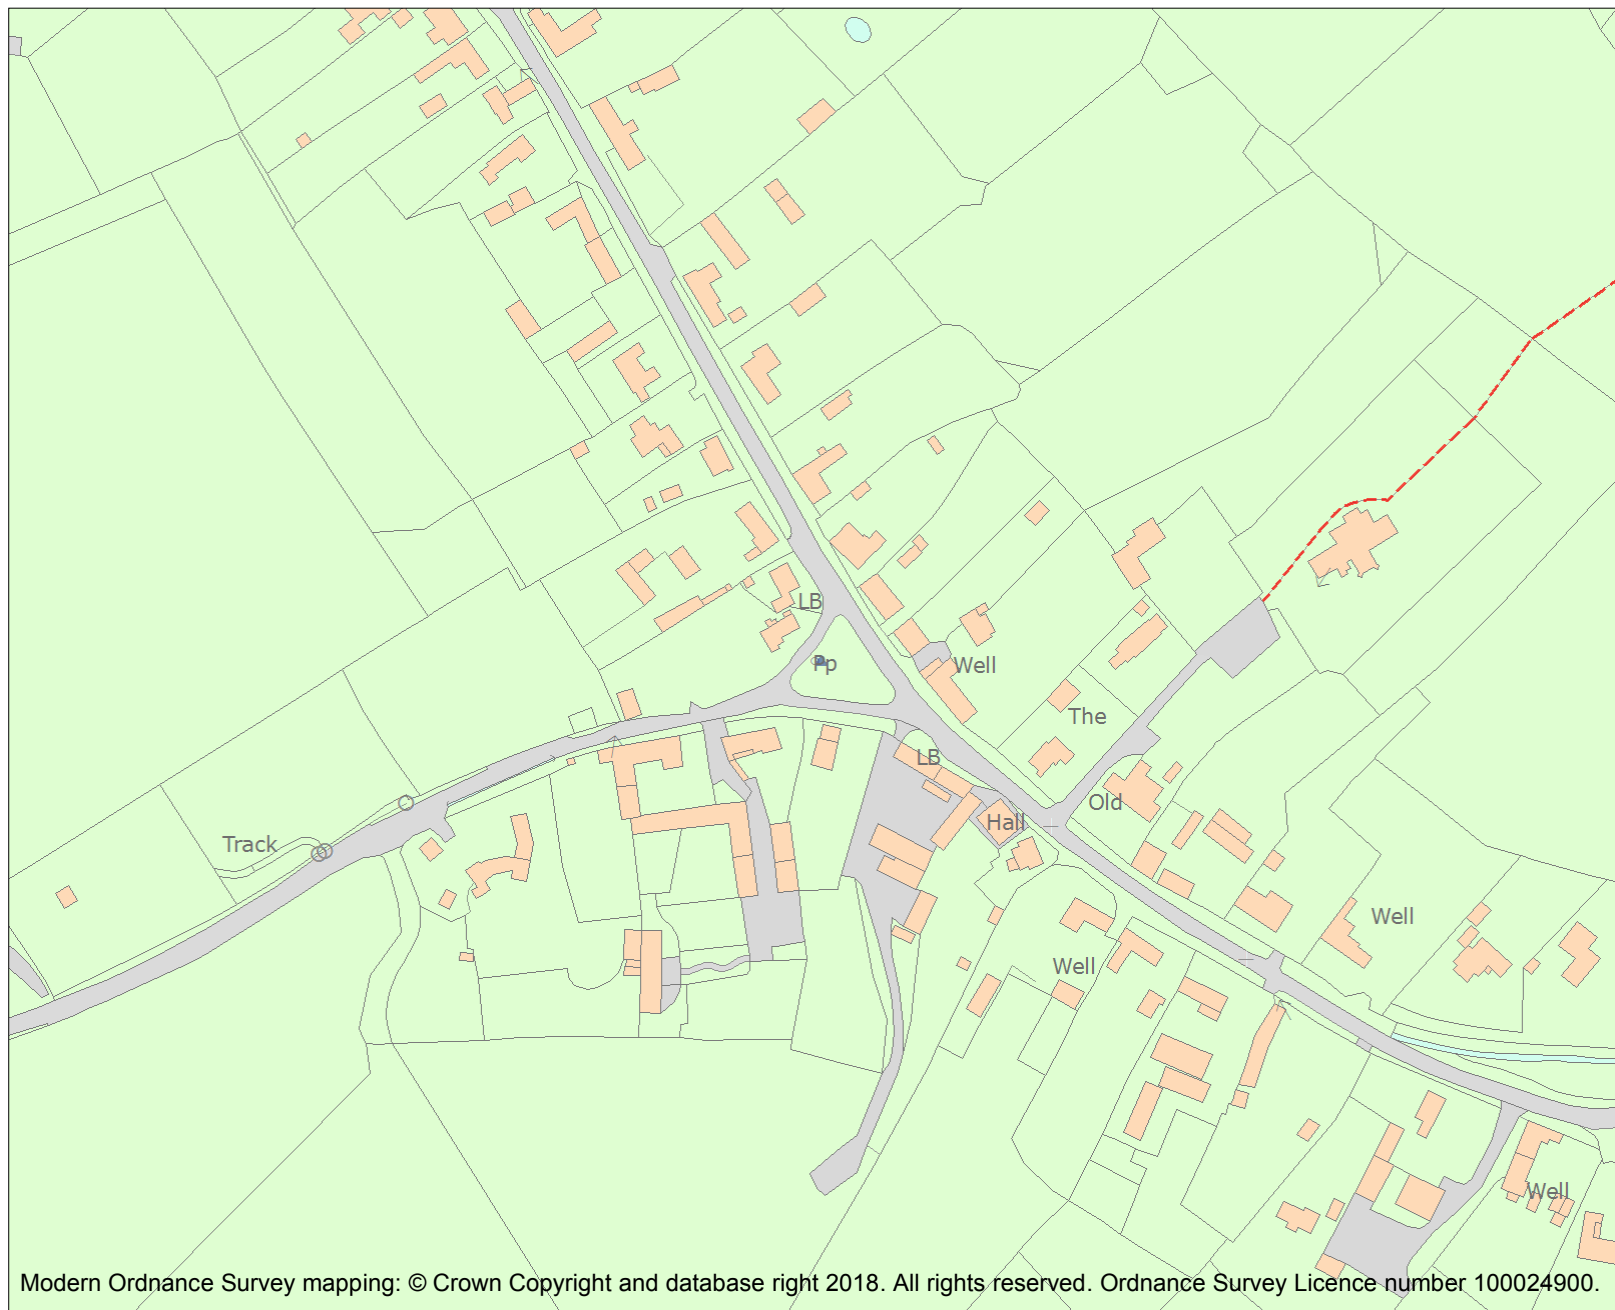 LB
Pp
Well
The
LB
Old
Hall
Track
Well
Well
Well
Modern Ordnance Survey mapping: © Crown Copyright and database right 2018. All rights reserved. Ordnance Survey Licence number 100024900.